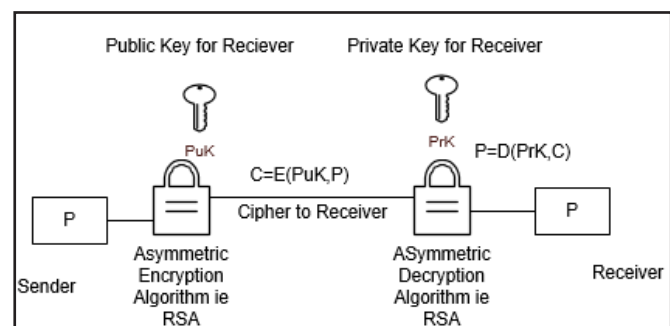 Public Key for Reciever
Private Key for Receiver
PuK
PrK
P=D(PrK,C)
C=E(PuK,P)
P
Cipher to Receiver
P
Asymmetric
Encryption
Algorithm ie
RSA
ASymmetric
Decryption
Algorithm ie
RSA
Sender
Receiver